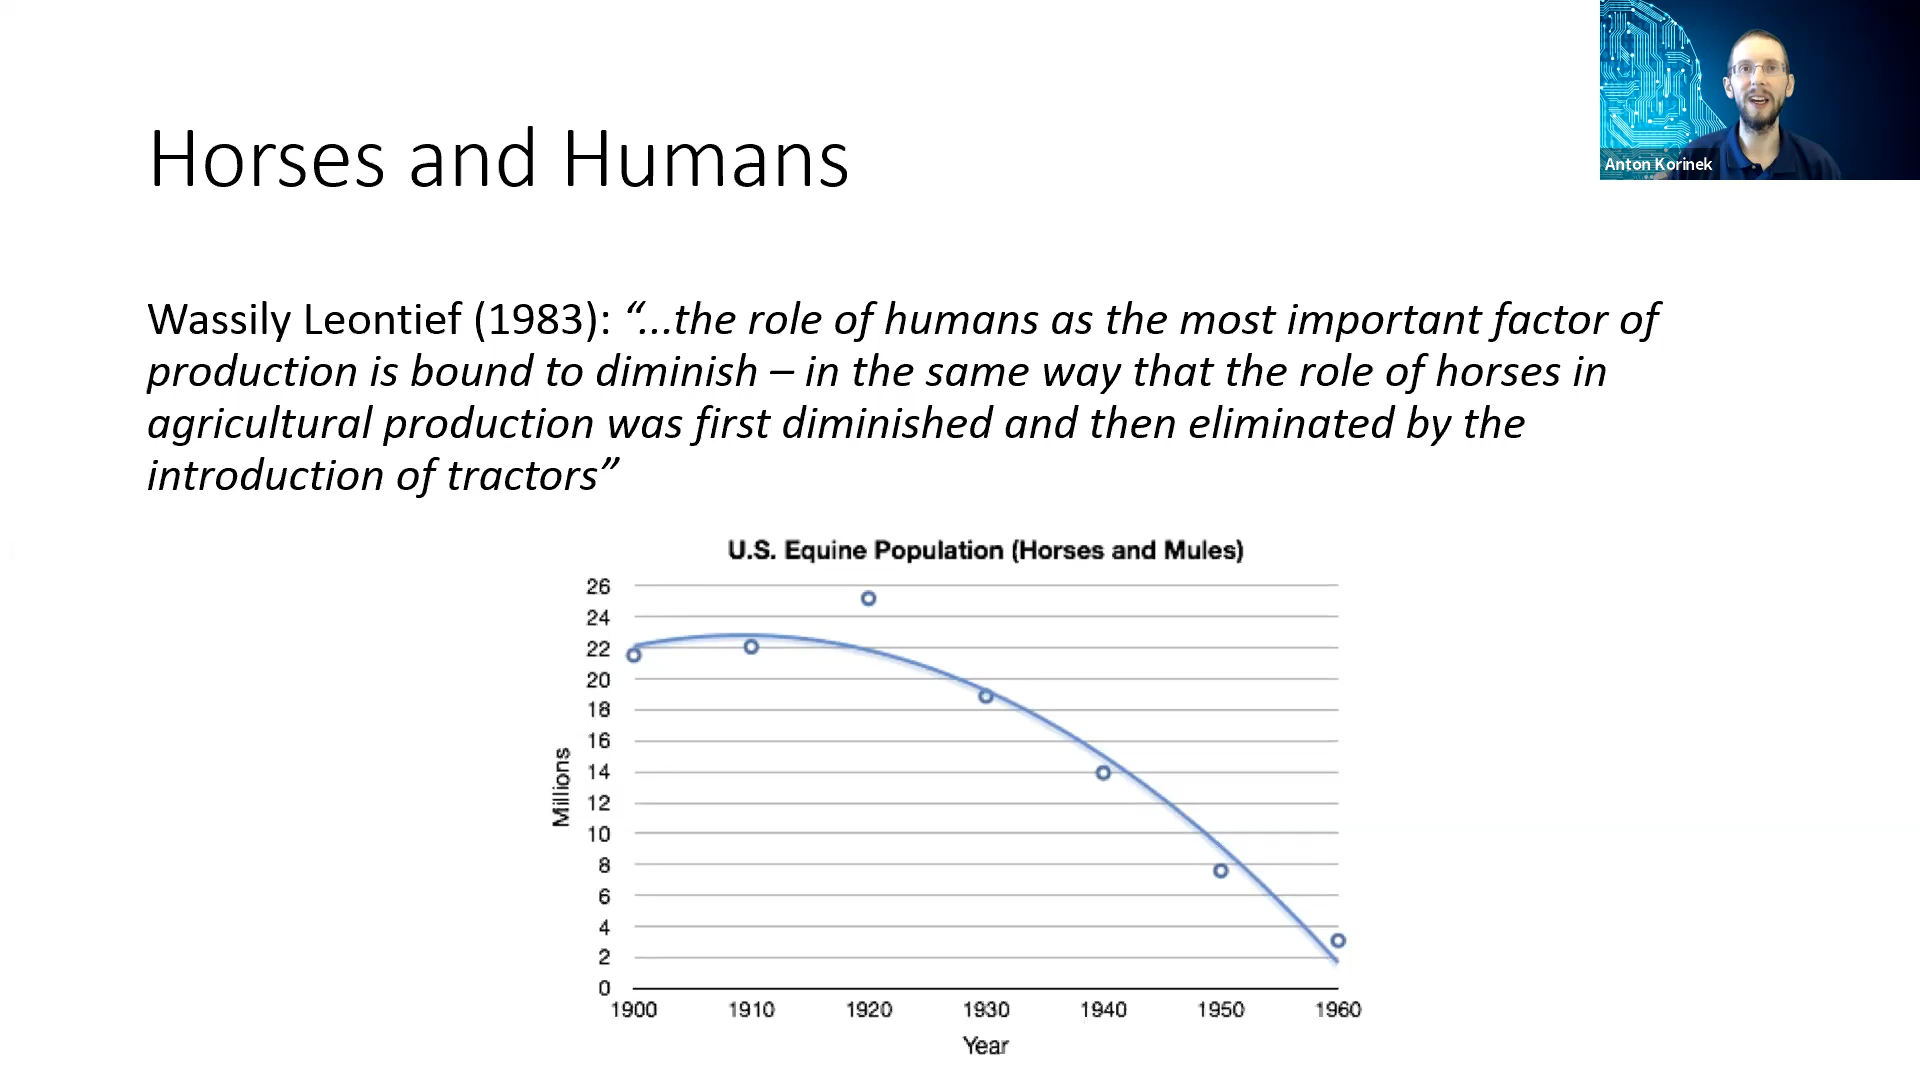 Anton Korinek
Horses and Humans
Wassily Leontief (1983): “...the role of humans as the most important factor of
production is bound to diminish – in the same way that the role of horses in
agricultural production was first diminished and then eliminated by the
introduction of tractors”
U.S. Equine Population (Horses and Mules)
26
24
22
20
18
16
14
12
10
8
6
4
2
0
Millions
1900 1910 1920 1930 1940 1950 1960
Year